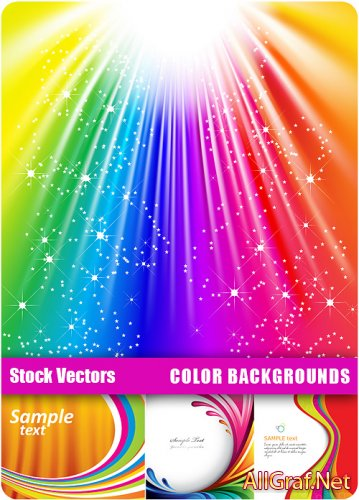 Stock Vectors COLOR BACKGROUNDS
Sample
text
Sample Text
SAMPLE text
AllGraf.Net